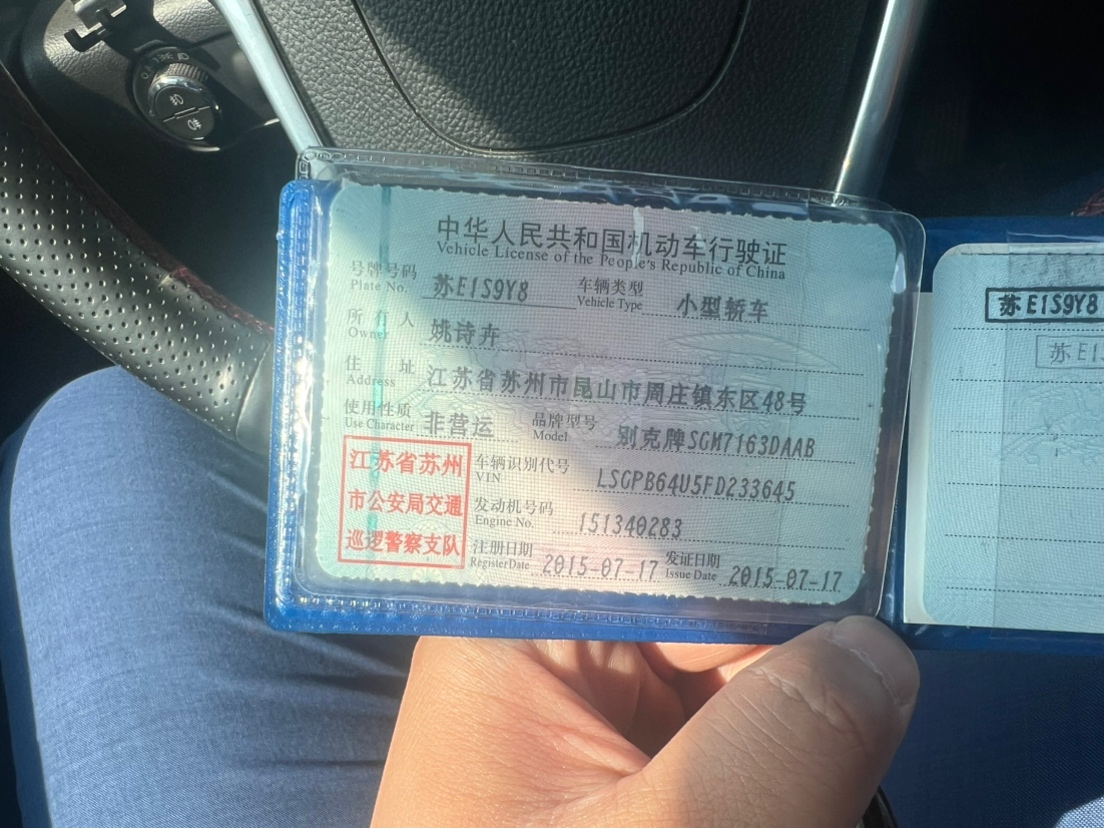 中华人民共和国机动车行驶证
Vehicle License of the People's Republic of China
号牌号码 苏E1S9Y8 车辆类型 小型轿车
Plate No. Vehicle Type
所有人 姚诗卉
Owner
住址 江苏省苏州市昆山市周庄镇东区48号
Address
使用性质 非营运 品牌型号 别克牌SGM7163DAAB
Use Character Model
车辆识别代号 LSGPB64U5FD233645
VIN
发动机号码 151340283
Engine No.
注册日期 2015-07-17 发证日期 2015-07-17
Register Date Issue Date
江苏省苏州
市公安局交通
巡逻警察支队
苏E1S9Y8
苏E1